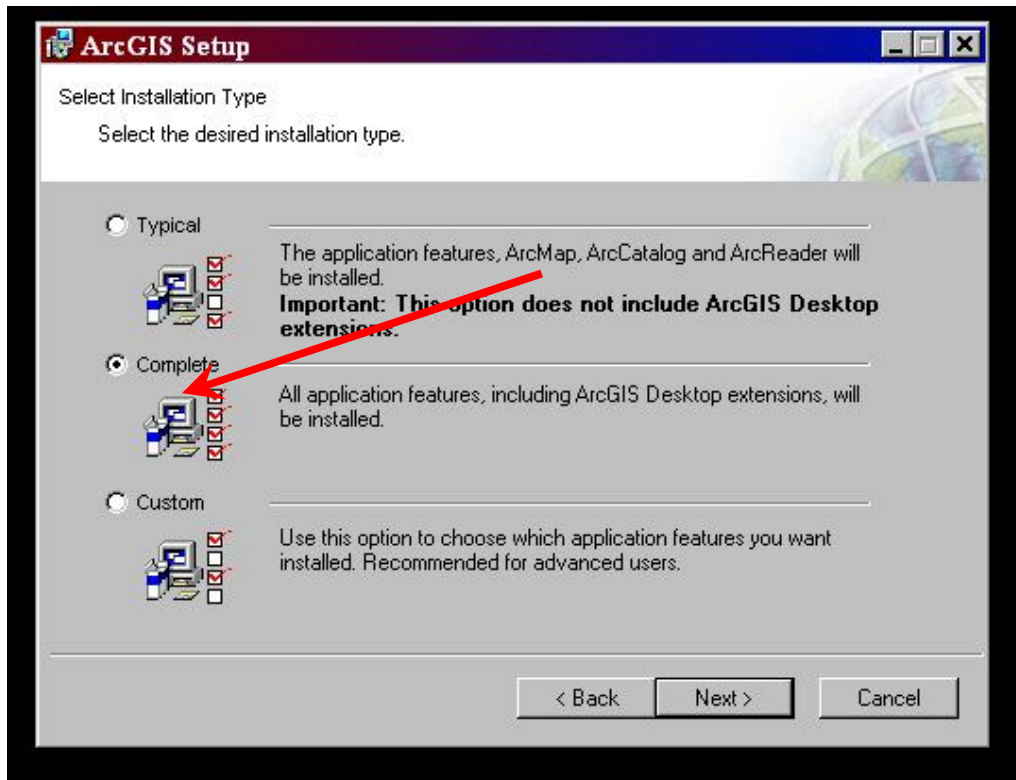 ArcGIS Setup
Select Installation Type
Select the desired installation type.
Typical
The application features, ArcMap, ArcCatalog and ArcReader will
be installed.
Important: This option does not include ArcGIS Desktop
extensions.
Complete
All application features, including ArcGIS Desktop extensions, will
be installed.
Custom
Use this option to choose which application features you want
installed. Recommended for advanced users.
< Back
Next >
Cancel